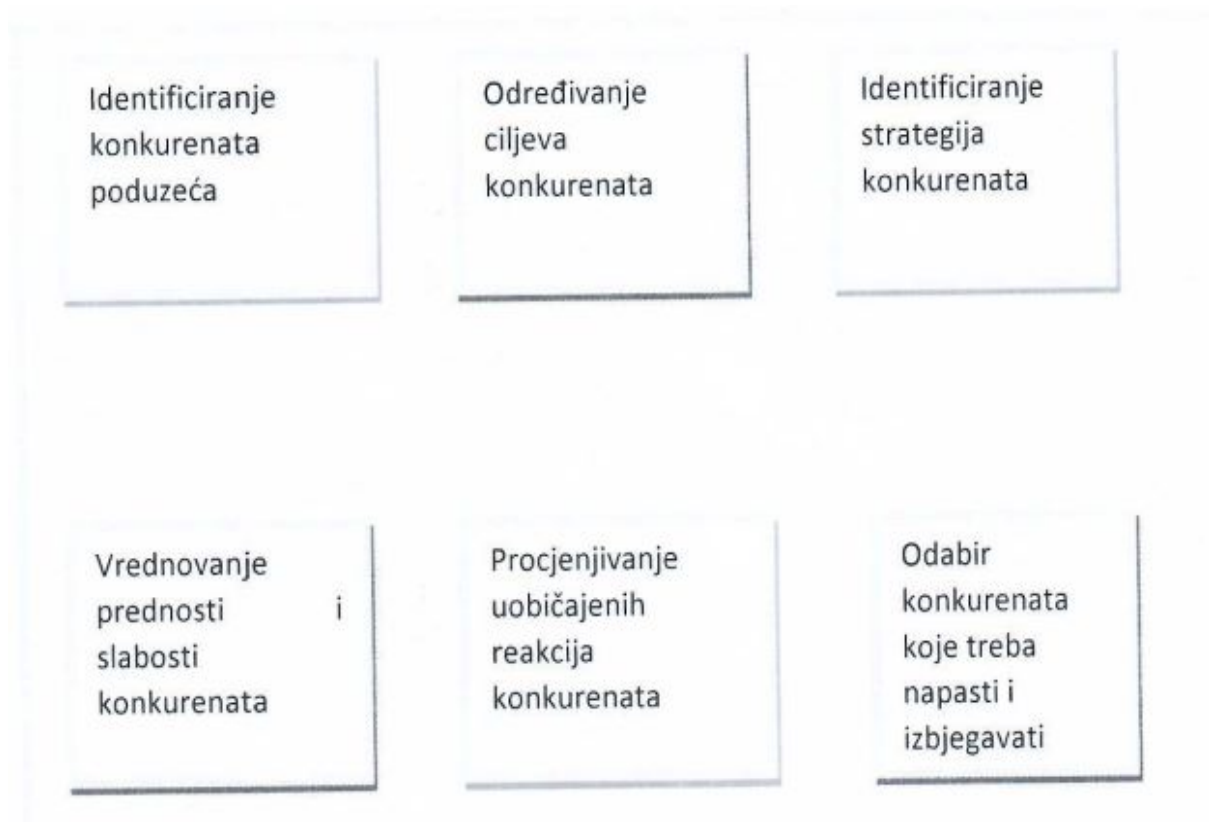 Identificiranje
konkurenata
poduzeća
Određivanje
ciljeva
konkurenata
Identificiranje
strategija
konkurenata
Vrednovanje
prednosti i
slabosti
konkurenata
Procjenjivanje
uobičajenih
reakcija
konkurenata
Odabir
konkurenata
koje treba
napasti i
izbjegavati